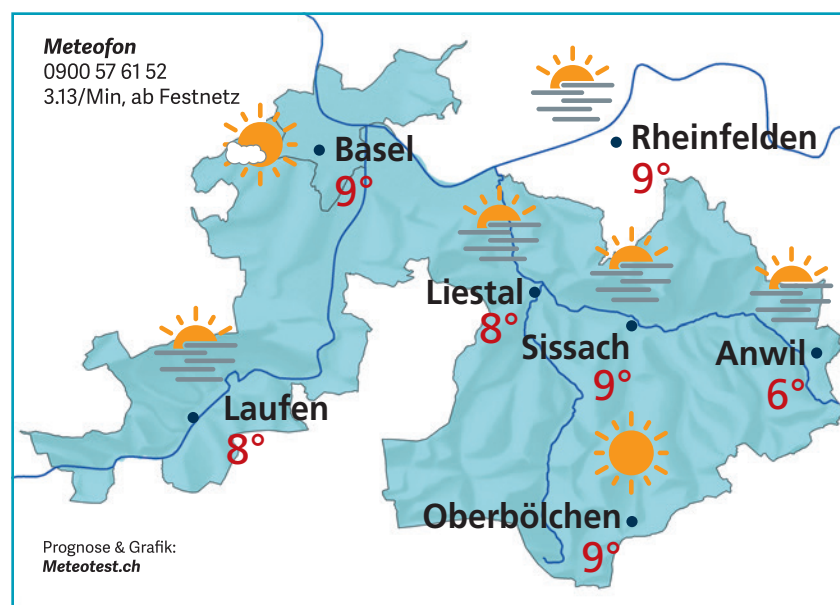 Meteofon
0900 57 61 52
3.13/Min, ab Festnetz
Rheinfelden
9°
Basel
9°
Liestal
8°
Sissach
9°
Anwil
6°
Laufen
8°
Oberbölchen
9°
Prognose & Grafik:
Meteotest.ch